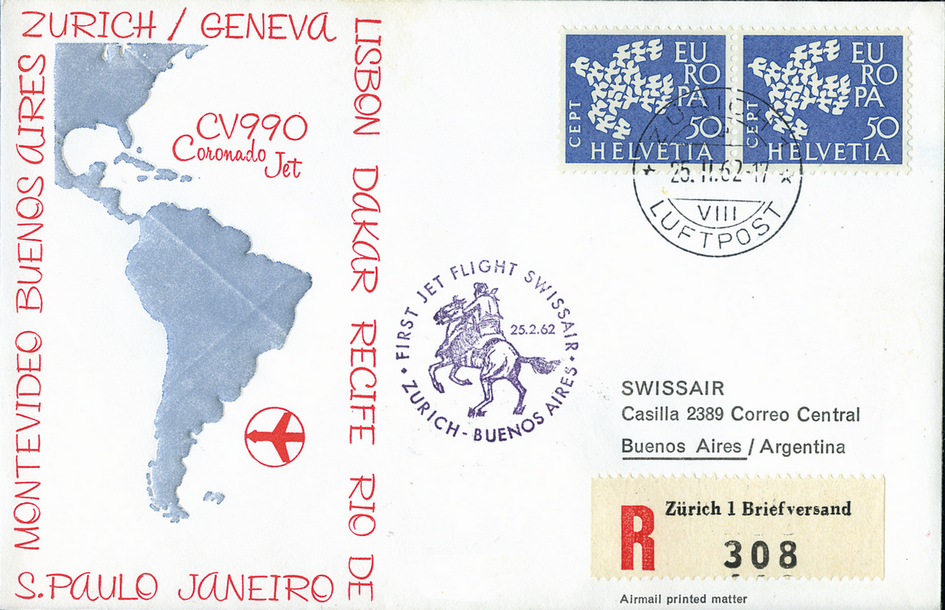 ZURICH / GENEVA
LISBON DAKAR RECIFE RIO DE
JANEIRO
S.PAULO
MONTEVIDEO BUENOS AIRES
CV990
Coronado
Jet
CEPT
EU
RO
PA
50
HELVETIA
CEPT
EU
RO
PA
50
HELVETIA
ZÜRICH
25.II.62-17
VIII
LUFTPOST
FIRST JET FLIGHT SWISSAIR
25.2.62
ZURICH - BUENOS AIRES
SWISSAIR
Casilla 2389 Correo Central
Buenos Aires / Argentina
R
Zürich 1 Briefversand
308
Airmail printed matter